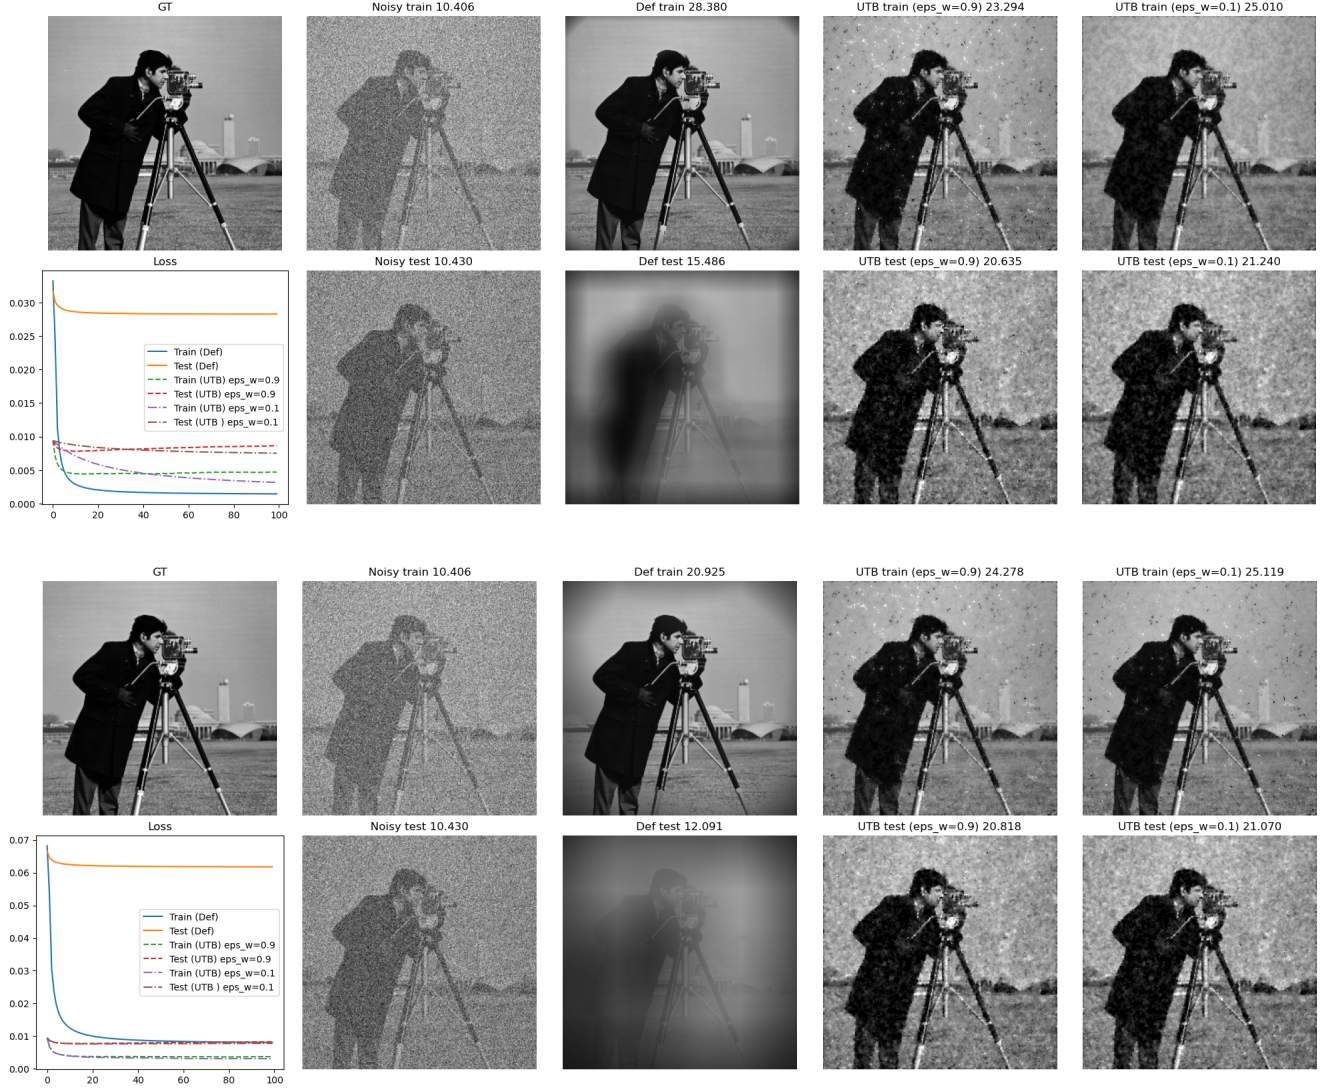 GT
Noisy train 10.406
Def train 28.380
UTB train (eps_w=0.9) 23.294
UTB train (eps_w=0.1) 25.010
Loss
Noisy test 10.430
Def test 15.486
UTB test (eps_w=0.9) 20.635
UTB test (eps_w=0.1) 21.240
0.030
0.025
0.020
0.015
0.010
0.005
0.000
Train (Def)
Test (Def)
Train (UTB) eps_w=0.9
Test (UTB) eps_w=0.9
Train (UTB) eps_w=0.1
Test (UTB ) eps_w=0.1
0 20 40 60 80 100
GT
Noisy train 10.406
Def train 20.925
UTB train (eps_w=0.9) 24.278
UTB train (eps_w=0.1) 25.119
Loss
Noisy test 10.430
Def test 12.091
UTB test (eps_w=0.9) 20.818
UTB test (eps_w=0.1) 21.070
0.07
0.06
0.05
0.04
0.03
0.02
0.01
0.00
Train (Def)
Test (Def)
Train (UTB) eps_w=0.9
Test (UTB) eps_w=0.9
Train (UTB) eps_w=0.1
Test (UTB ) eps_w=0.1
0 20 40 60 80 100